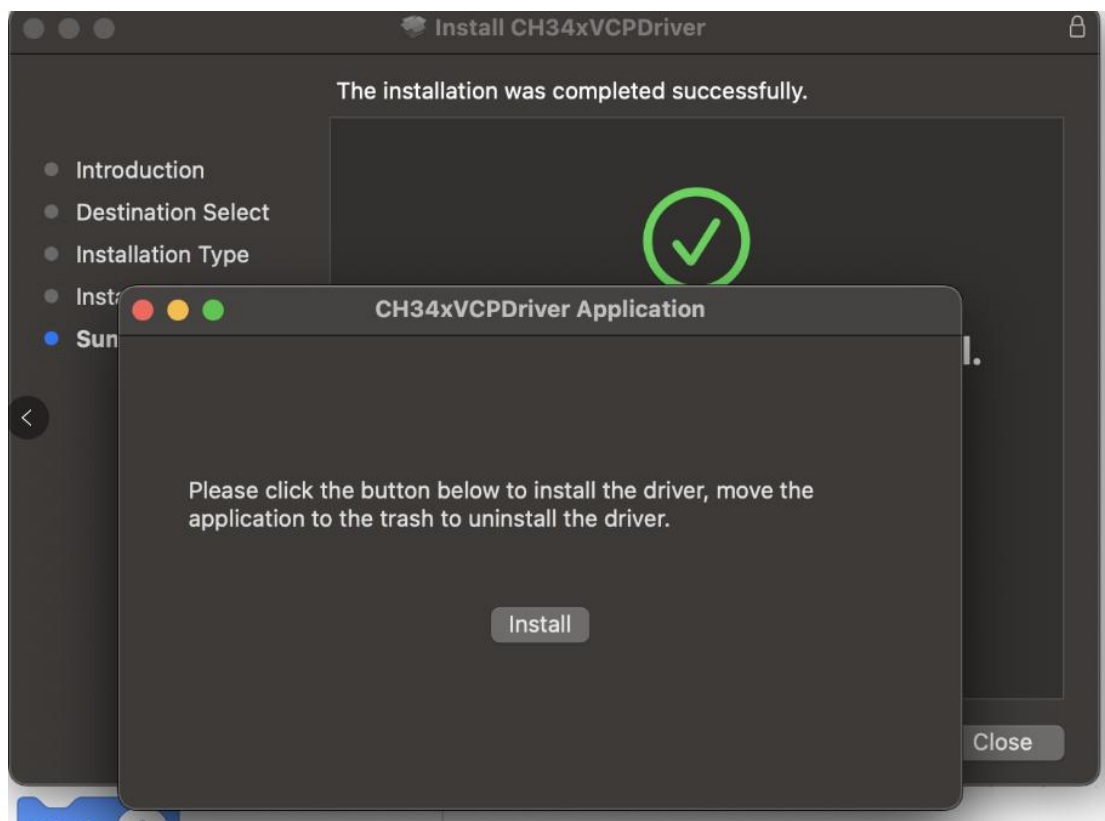 Install CH34xVCPDriver
The installation was completed successfully.
Introduction
Destination Select
Installation Type
CH34xVCPDriver Application
Please click the button below to install the driver, move the
application to the trash to uninstall the driver.
Install
Close